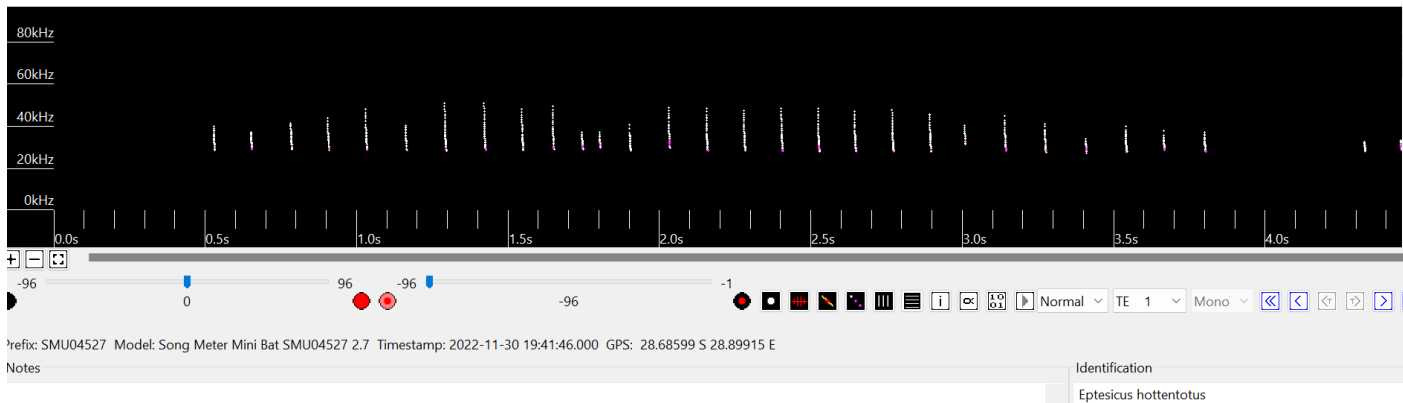 80kHz
60kHz
40kHz
20kHz
0kHz
0.0s 0.5s 1.0s 1.5s 2.0s 2.5s 3.0s 3.5s 4.0s
-96 96 -96 -1
0 -96
Normal TE 1 Mono
Prefix: SMU04527 Model: Song Meter Mini Bat SMU04527 2.7 Timestamp: 2022-11-30 19:41:46.000 GPS: 28.68599 S 28.89915 E
Notes Identification
Eptesicus hottentotus